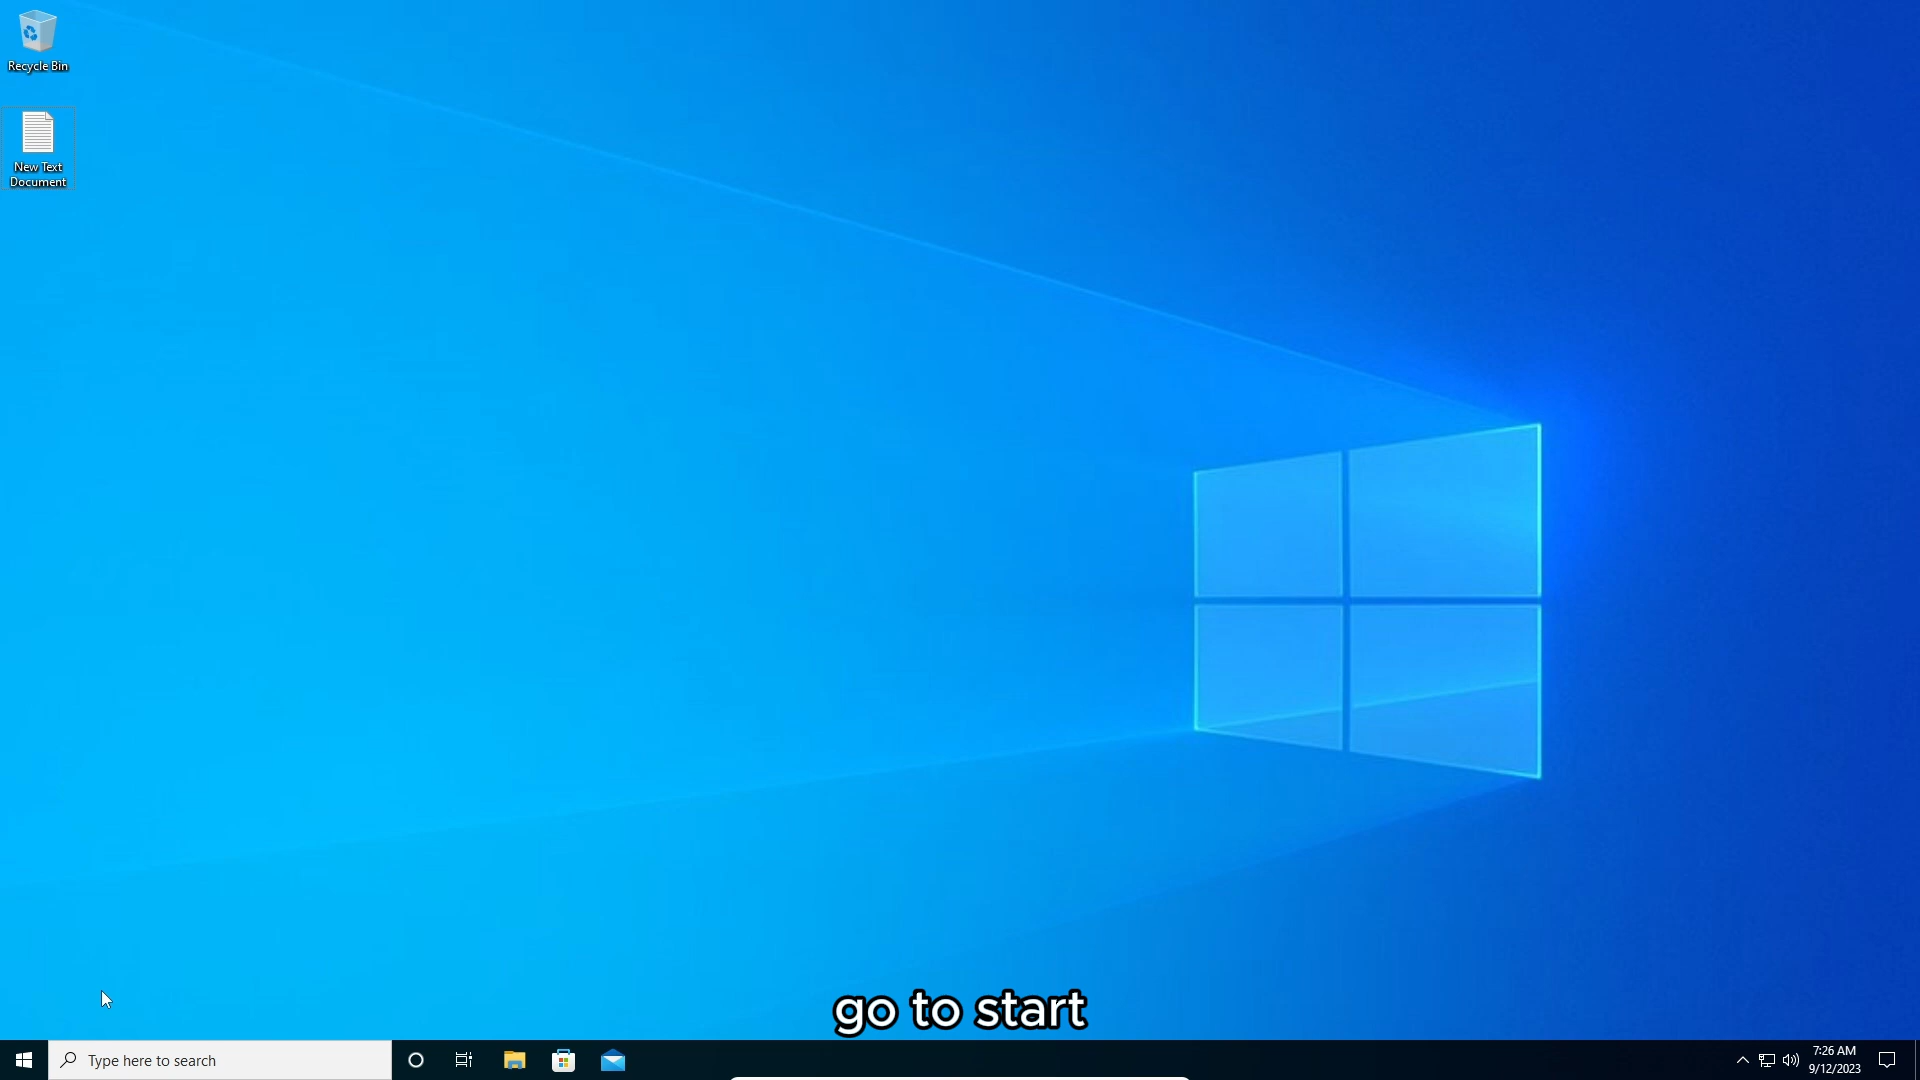 Recycle Bin
New Text
Document
go to start
Type here to search
7:26 AM
9/12/2023